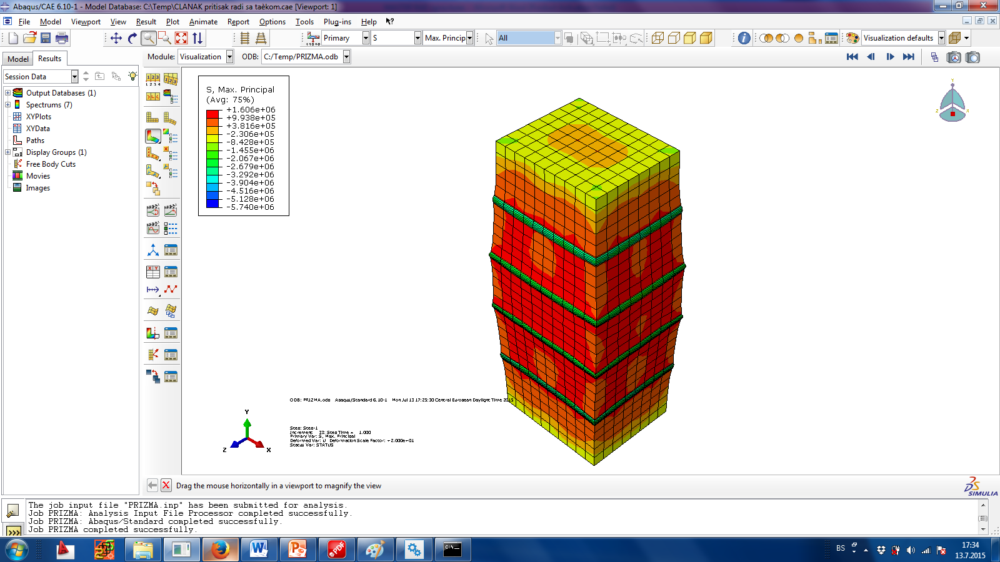 Abaqus/CAE 6.10-1 - Model Database: C:\Temp\CLANAK pritisak radi sa taèkom.cae [Viewport: 1]
File Model Viewport View Result Plot Animate Report Options Tools Plug-ins Help
Primary S Max. Princip All Visualization defaults
Model Results Module: Visualization ODB: C:/Temp/PRIZMA.odb
Session Data
Output Databases (1)
Spectrums (7)
XYPlots
XYData
Paths
Display Groups (1)
Free Body Cuts
Movies
Images
S, Max. Principal
(Avg: 75%)
+1.606e+06
+9.938e+05
+3.816e+05
-2.306e+05
-8.428e+05
-1.455e+06
-2.067e+06
-2.679e+06
-3.292e+06
-3.904e+06
-4.516e+06
-5.128e+06
-5.740e+06
Y
Z X
ODB: PRIZMA.odb Abaqus/Standard 6.10-1 Mon Jul 13 17:25:30 Central European Daylight Time 2015
Y
Z X
Step: Step-1
Increment 33: Step Time = 1.000
Primary Var: S, Max. Principal
Deformed Var: U Deformation Scale Factor: +2.000e+01
Status Var: STATUS
Drag the mouse horizontally in a viewport to magnify the view
SIMULIA
The job input file "PRIZMA.inp" has been submitted for analysis.
Job PRIZMA: Analysis Input File Processor completed successfully.
Job PRIZMA: Abaqus/Standard completed successfully.
Job PRIZMA completed successfully.
BS 17:34
13.7.2015